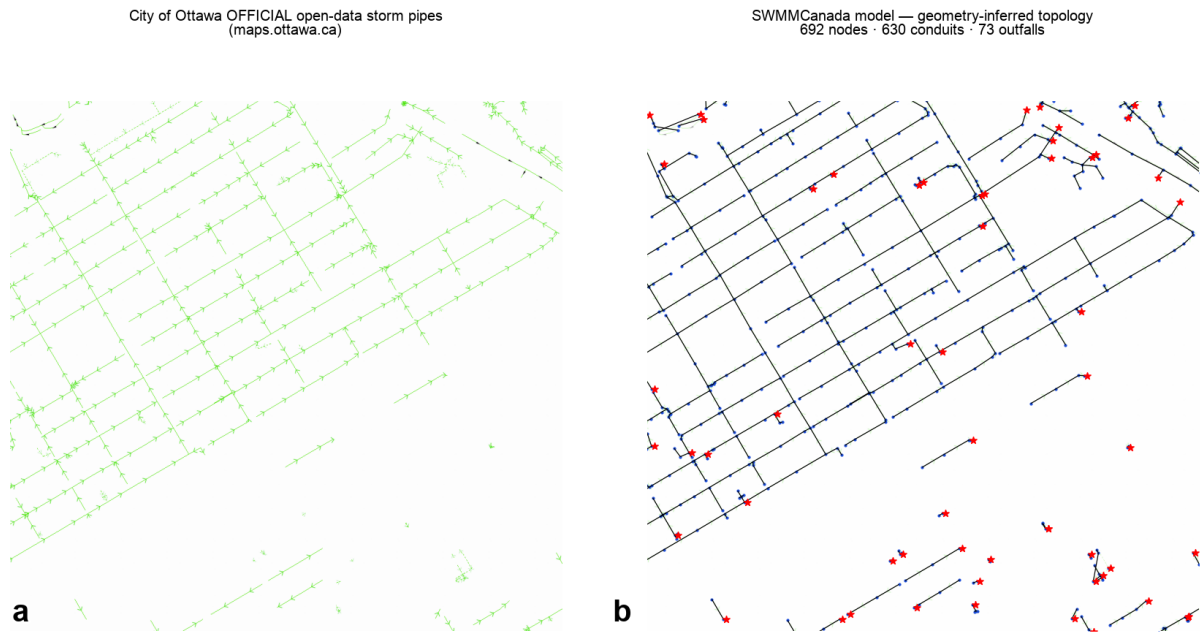 City of Ottawa OFFICIAL open-data storm pipes
(maps.ottawa.ca)
SWMMCanada model — geometry-inferred topology
692 nodes · 630 conduits · 73 outfalls
a
b